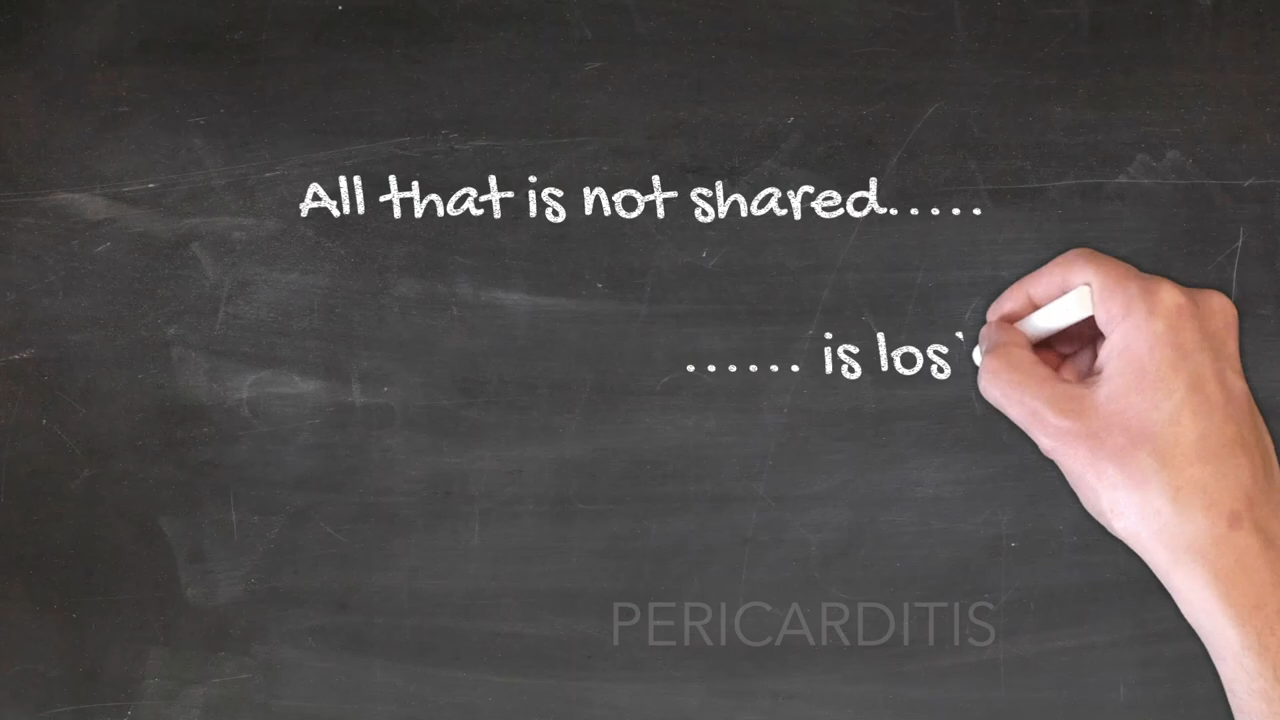 All that is not shared.....
...... is los
PERICARDITIS